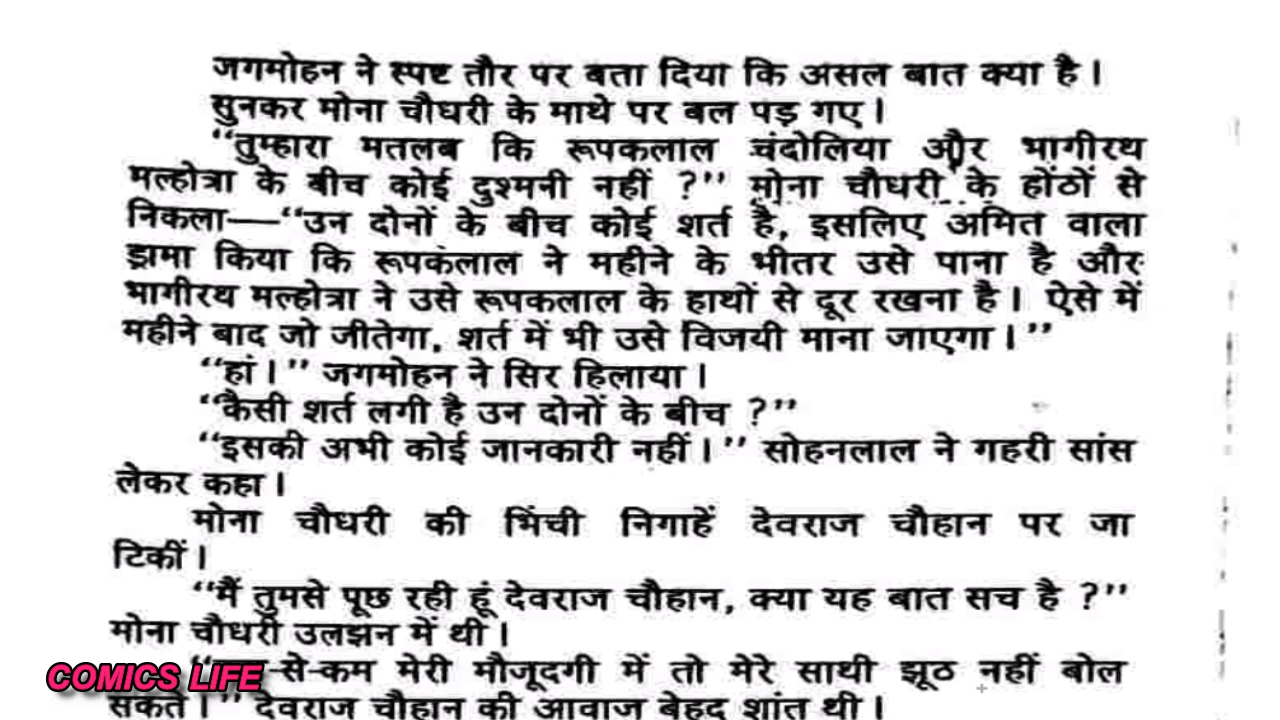 जगमोहन ने स्पष्ट तौर पर बता दिया कि असल बात क्या है।
सुनकर मोना चौधरी के माथे पर बल पड़ गए।
“तुम्हारा मतलब कि रूपकलाल चंदोलिया और भागीरथ
मल्होत्रा के बीच कोई दुश्मनी नहीं ?” मोना चौधरी के होंठों से
निकला—“उन दोनों के बीच कोई शर्त है, इसलिए अमित वाला
ड्रामा किया कि रूपकलाल ने महीने के भीतर उसे पाना है और
भागीरथ मल्होत्रा ने उसे रूपकलाल के हाथों से दूर रखना है। ऐसे में
महीने बाद जो जीतेगा, शर्त में भी उसे विजयी माना जाएगा।”
“हां।” जगमोहन ने सिर हिलाया।
“कैसी शर्त लगी है उन दोनों के बीच ?”
“इसकी अभी कोई जानकारी नहीं।” सोहनलाल ने गहरी सांस
लेकर कहा।
मोना चौधरी की भिंची निगाहें देवराज चौहान पर जा
टिकीं।
“मैं तुमसे पूछ रही हूं देवराज चौहान, क्या यह बात सच है ?”
मोना चौधरी उलझन में थी।
-से-कम मेरी मौजूदगी में तो मेरे साथी झूठ नहीं बोल
सकते।” देवराज चौहान की आवाज बेहद शांत थी।
COMICS LIFE